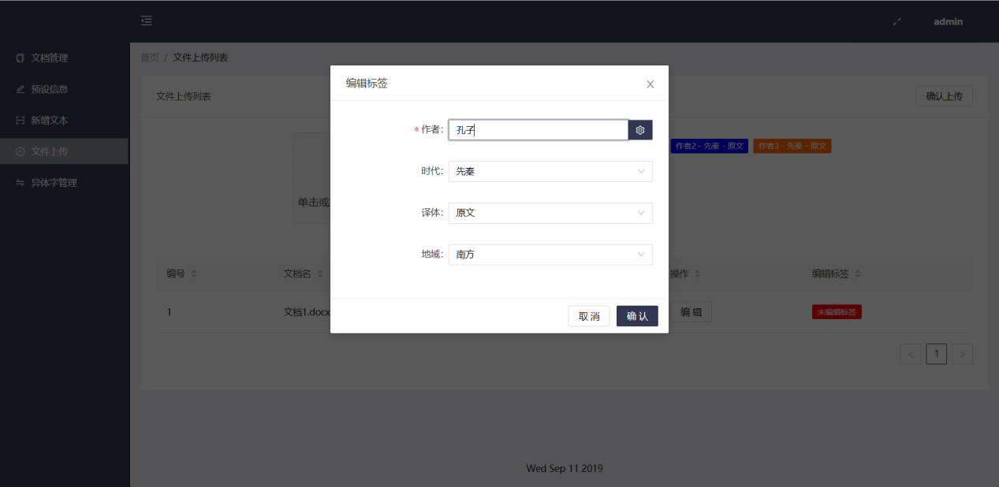 admin
文档管理
预设信息
新增文本
文件上传
异体字管理
首页 / 文件上传列表
文件上传列表
确认上传
编辑标签
* 作者: 孔子
时代: 先秦
译体: 原文
地域: 南方
取 消
确 认
作者2 - 先秦 - 原文
作者3 - 先秦 - 原文
单击或
编号
文档名
操作
编辑标签
1
文档1.docx
编 辑
未编辑标签
< 1 >
Wed Sep 11 2019